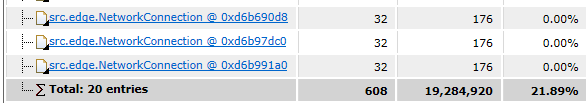 src.edge.NetworkConnection @ 0xd6b690d8 32 176 0.00%
src.edge.NetworkConnection @ 0xd6b97dc0 32 176 0.00%
src.edge.NetworkConnection @ 0xd6b991a0 32 176 0.00%
Total: 20 entries 608 19,284,920 21.89%